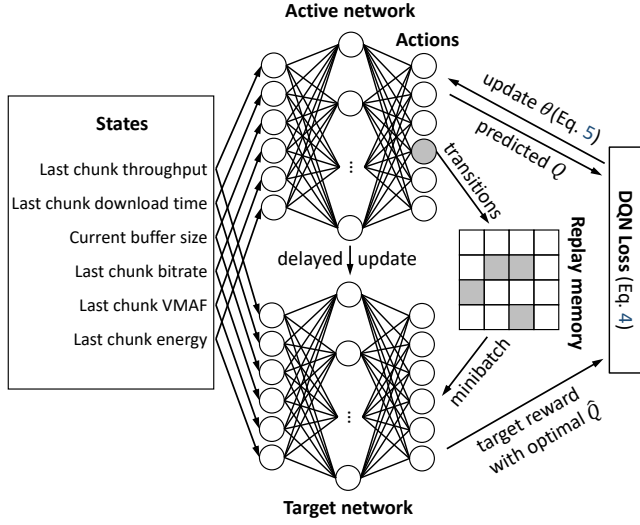 Active network
Actions
States
Last chunk throughput
Last chunk download time
Current buffer size
Last chunk bitrate
Last chunk VMAF
Last chunk energy
...
update θ(Eq. 5)
predicted Q
transitions
Replay memory
DQN Loss (Eq. 4)
delayed update
minibatch
...
target reward
with optimal Q̂
Target network